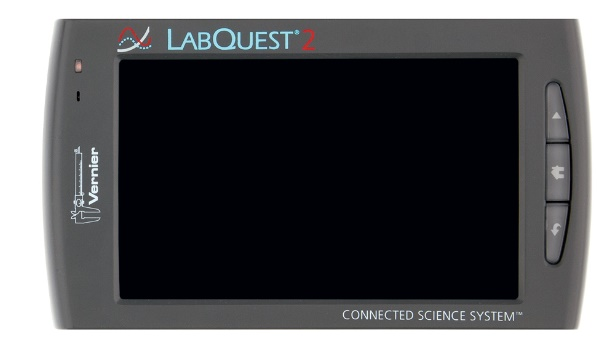 LABQUEST® 2
Vernier
CONNECTED SCIENCE SYSTEM™